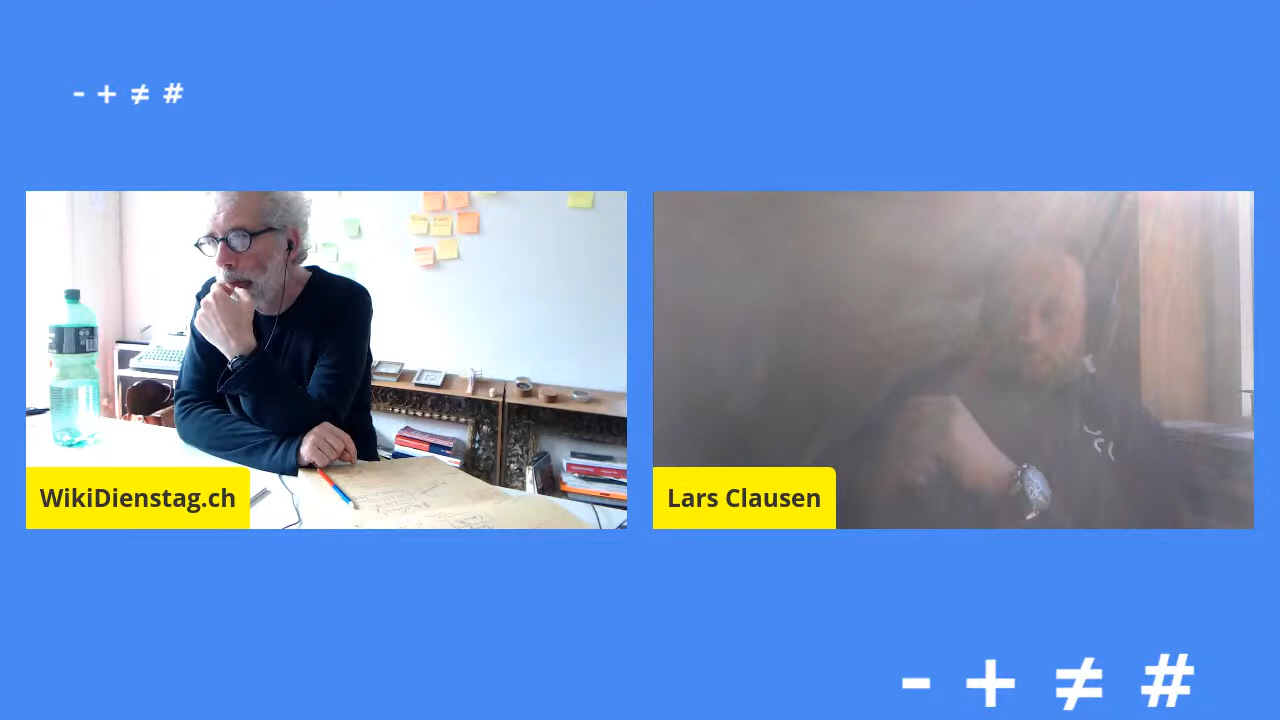 - + ≠ #
WikiDienstag.ch
Lars Clausen
- + ≠ #